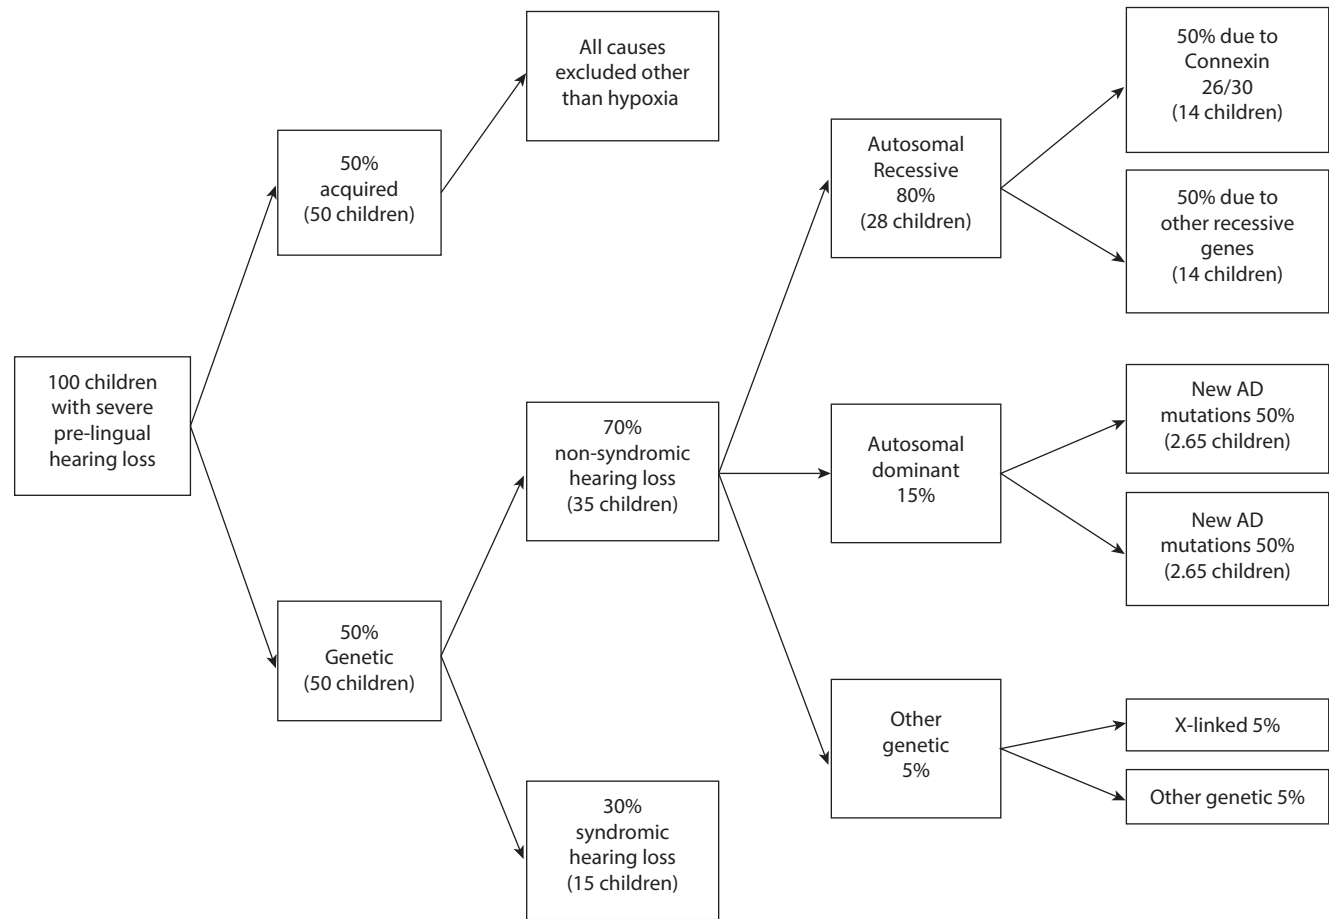 100 children
with severe
pre-lingual
hearing loss
50%
acquired
(50 children)
50%
Genetic
(50 children)
All causes
excluded other
than hypoxia
70%
non-syndromic
hearing loss
(35 children)
30%
syndromic
hearing loss
(15 children)
Autosomal
Recessive
80%
(28 children)
Autosomal
dominant
15%
Other
genetic
5%
50% due to
Connexin
26/30
(14 children)
50% due to
other recessive
genes
(14 children)
New AD
mutations 50%
(2.65 children)
New AD
mutations 50%
(2.65 children)
X-linked 5%
Other genetic 5%